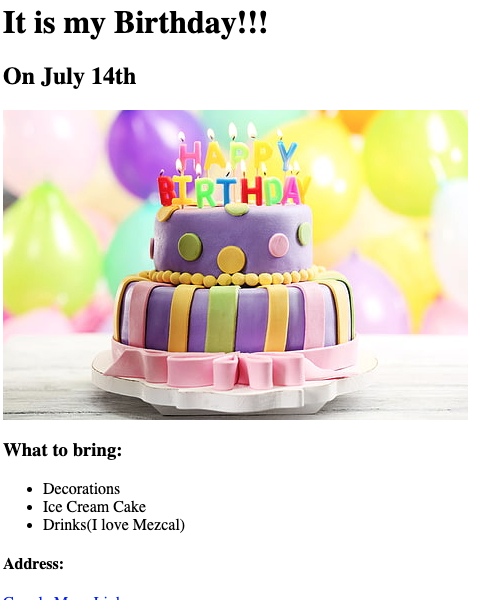 It is my Birthday!!!
On July 14th
HAPPY
BIRTHDAY
What to bring:
Decorations
Ice Cream Cake
Drinks(I love Mezcal)
Address: